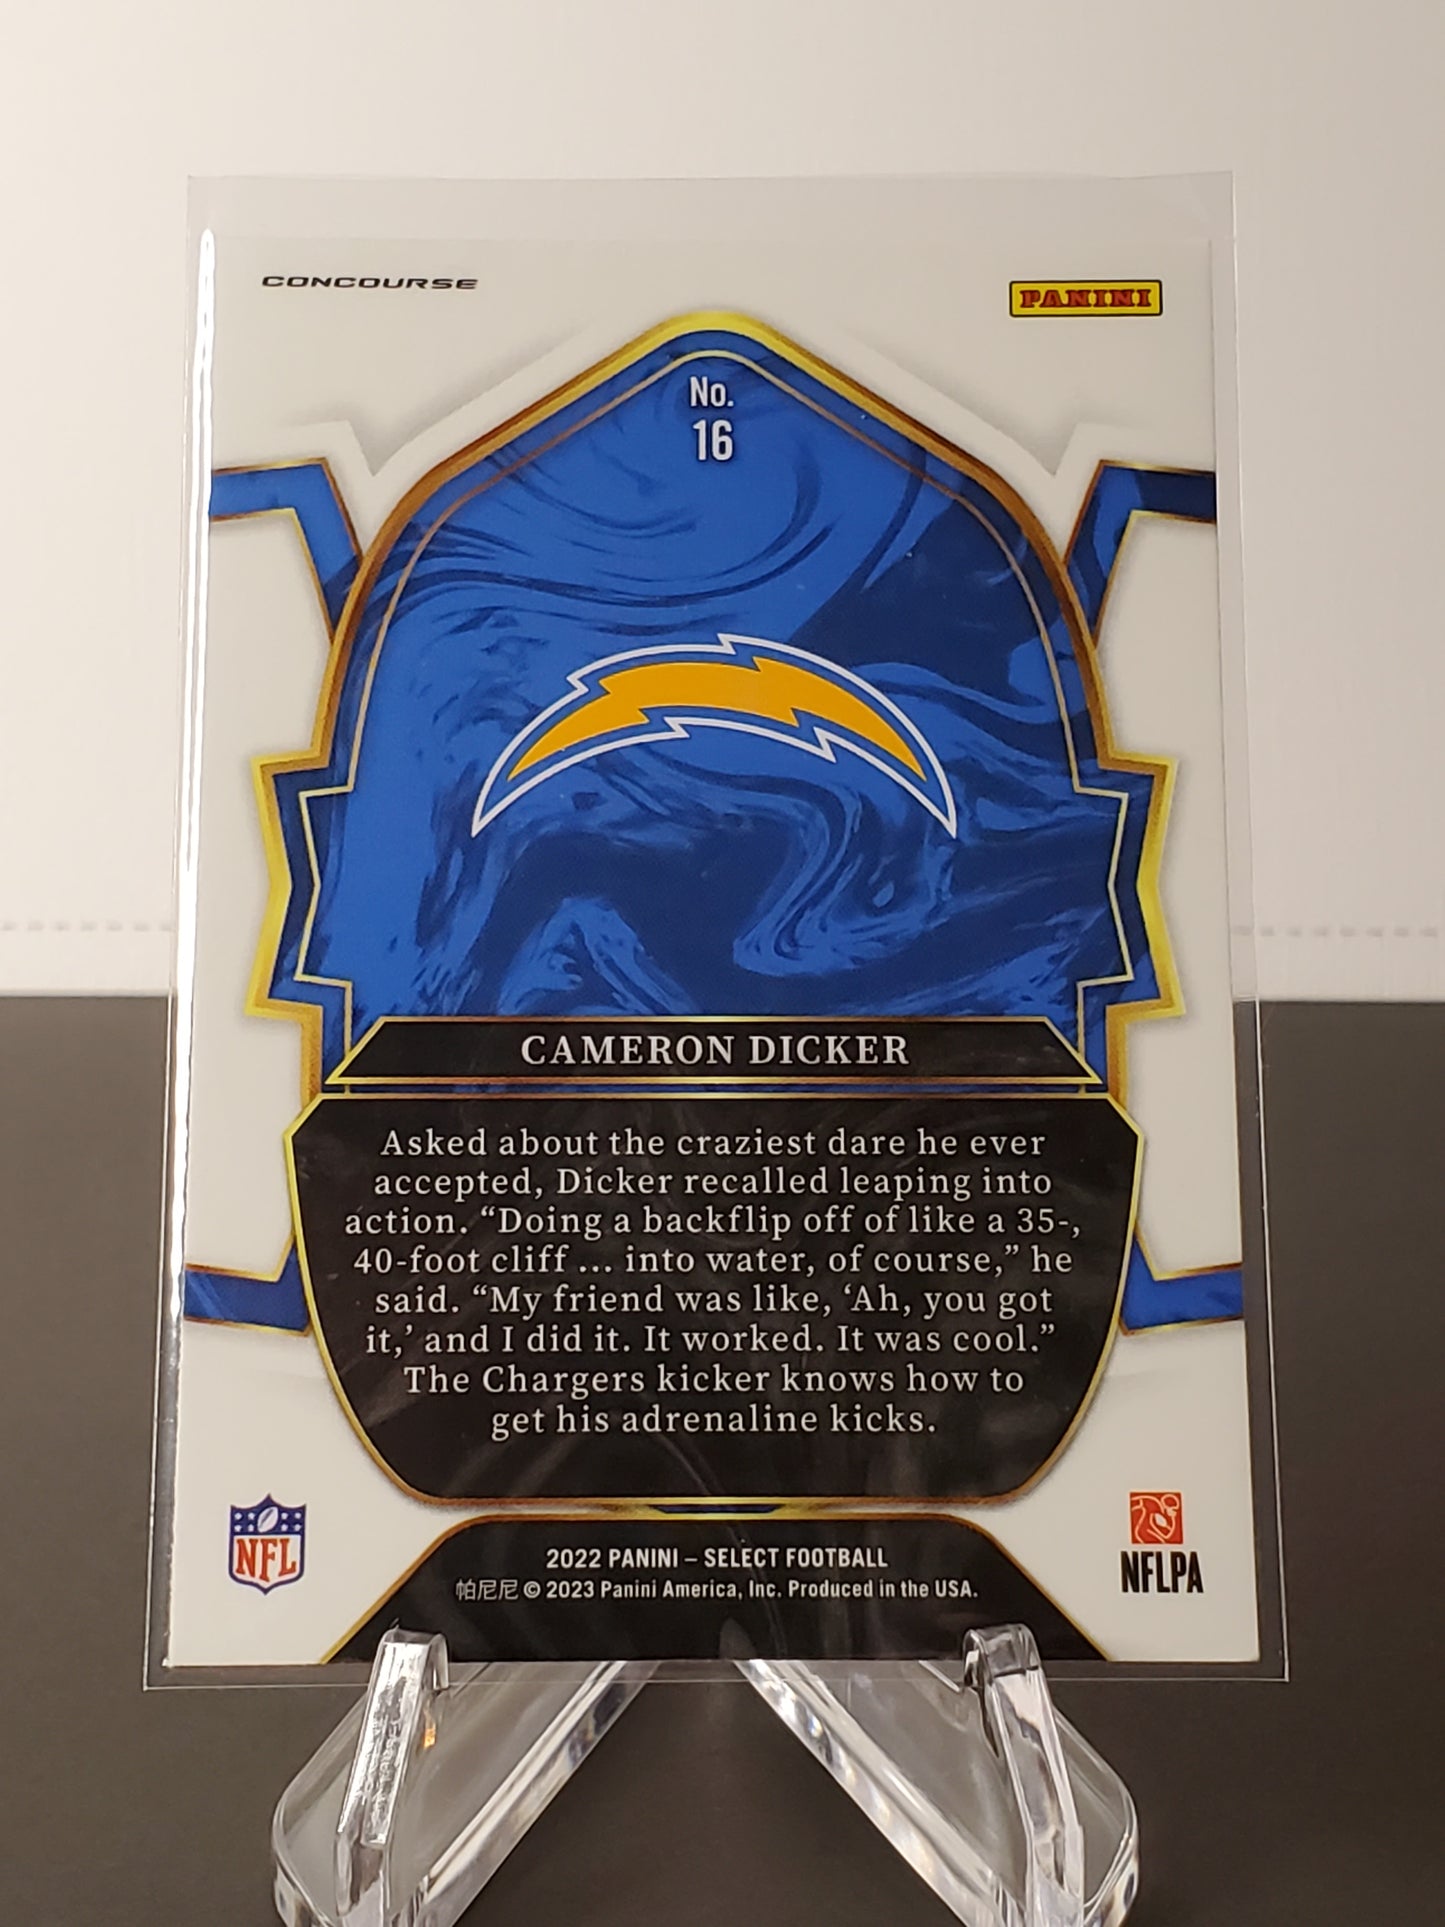 CONCOURSE
PANINI
No.
16
CAMERON DICKER
Asked about the craziest dare he ever
accepted, Dicker recalled leaping into
action. “Doing a backflip off of like a 35-,
40-foot cliff ... into water, of course,” he
said. “My friend was like, ‘Ah, you got
it,’ and I did it. It worked. It was cool.”
The Chargers kicker knows how to
get his adrenaline kicks.
NFL
NFLPA
2022 PANINI – SELECT FOOTBALL
帕尼尼 © 2023 Panini America, Inc. Produced in the USA.